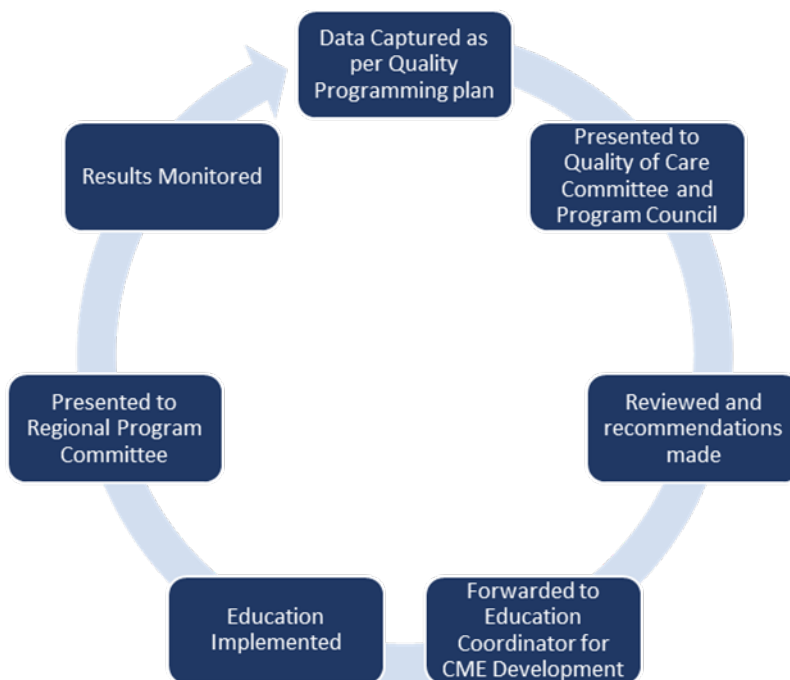 Data Captured as
per Quality
Programming plan
Presented to
Quality of Care
Committee and
Program Council
Reviewed and
recommendations
made
Forwarded to
Education
Coordinator for
CME Development
Education
Implemented
Presented to
Regional Program
Committee
Results Monitored